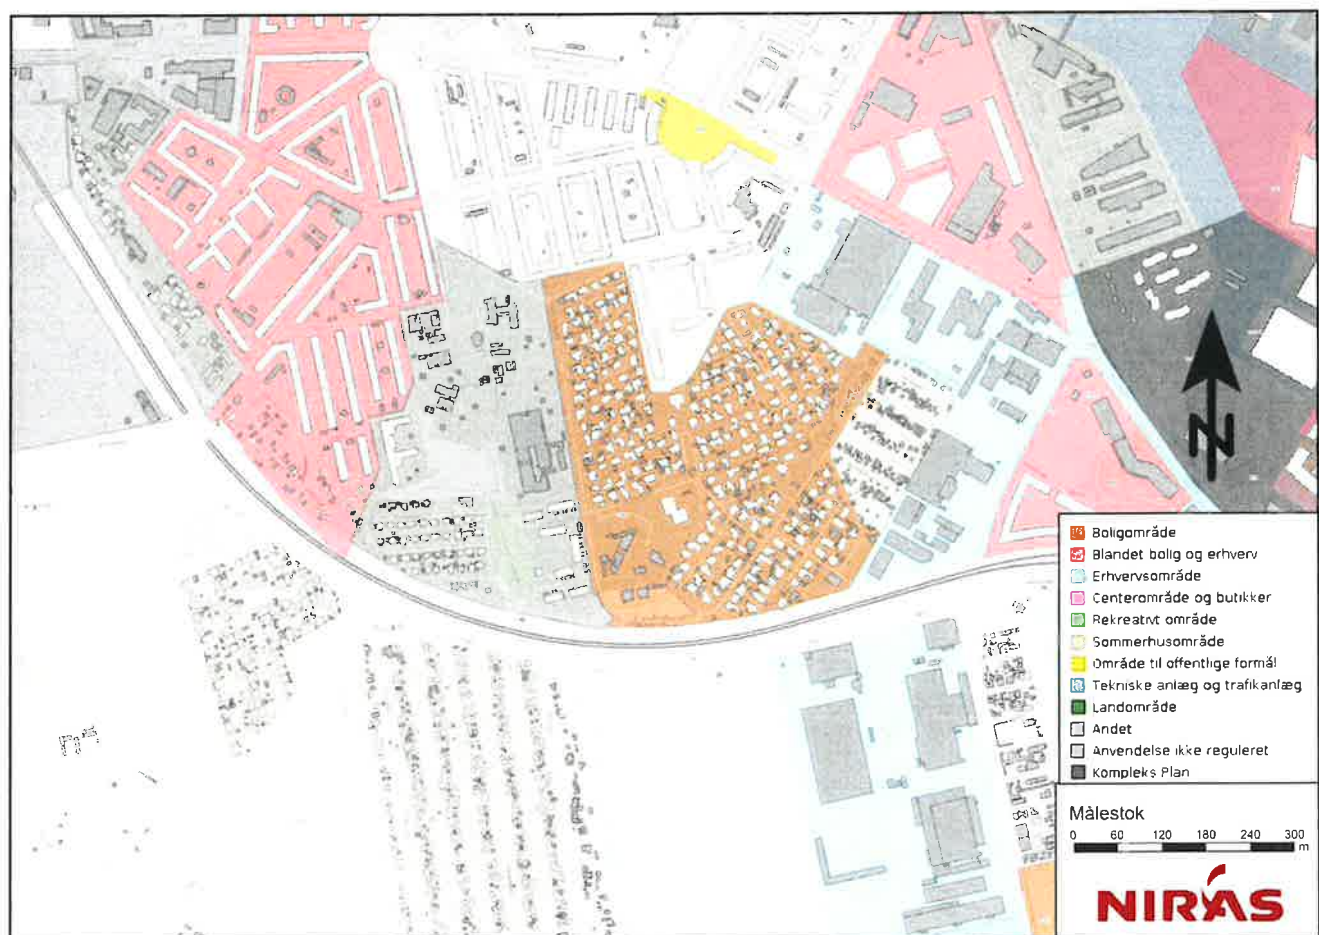 N
Boligområde
Blandet bolig og erhverv
Erhvervsområde
Centerområde og butikker
Rekreativt område
Sommerhusområde
Område til offentlige formål
Tekniske anlæg og trafikanlæg
Landområde
Andet
Anvendelse ikke reguleret
Kompleks Plan
Målestok
0 60 120 180 240 300
m
NIRAS